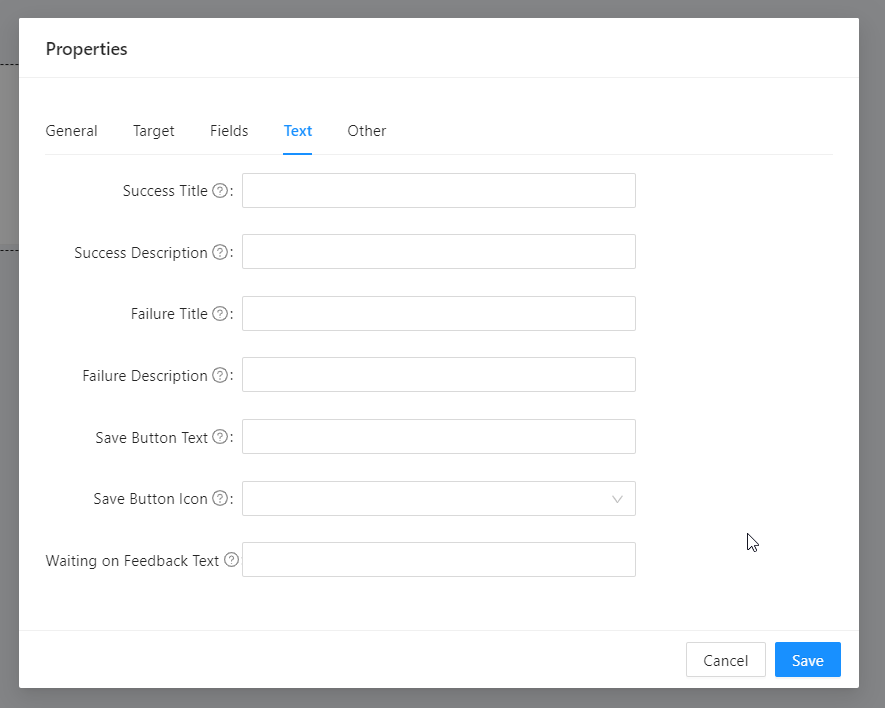 Properties
General Target Fields Text Other
Success Title ? :
Success Description ? :
Failure Title ? :
Failure Description ? :
Save Button Text ? :
Save Button Icon ? :
Waiting on Feedback Text ?
Cancel Save